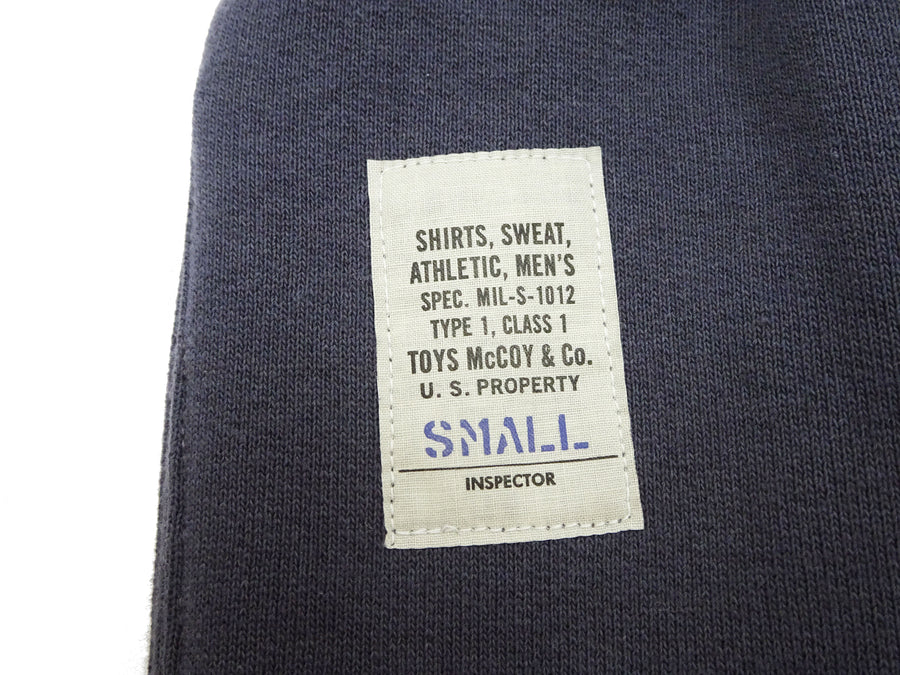 SHIRTS, SWEAT,
ATHLETIC, MEN'S
SPEC. MIL-S-1012
TYPE 1, CLASS 1
TOYS McCOY & Co.
U. S. PROPERTY
SMALL
INSPECTOR